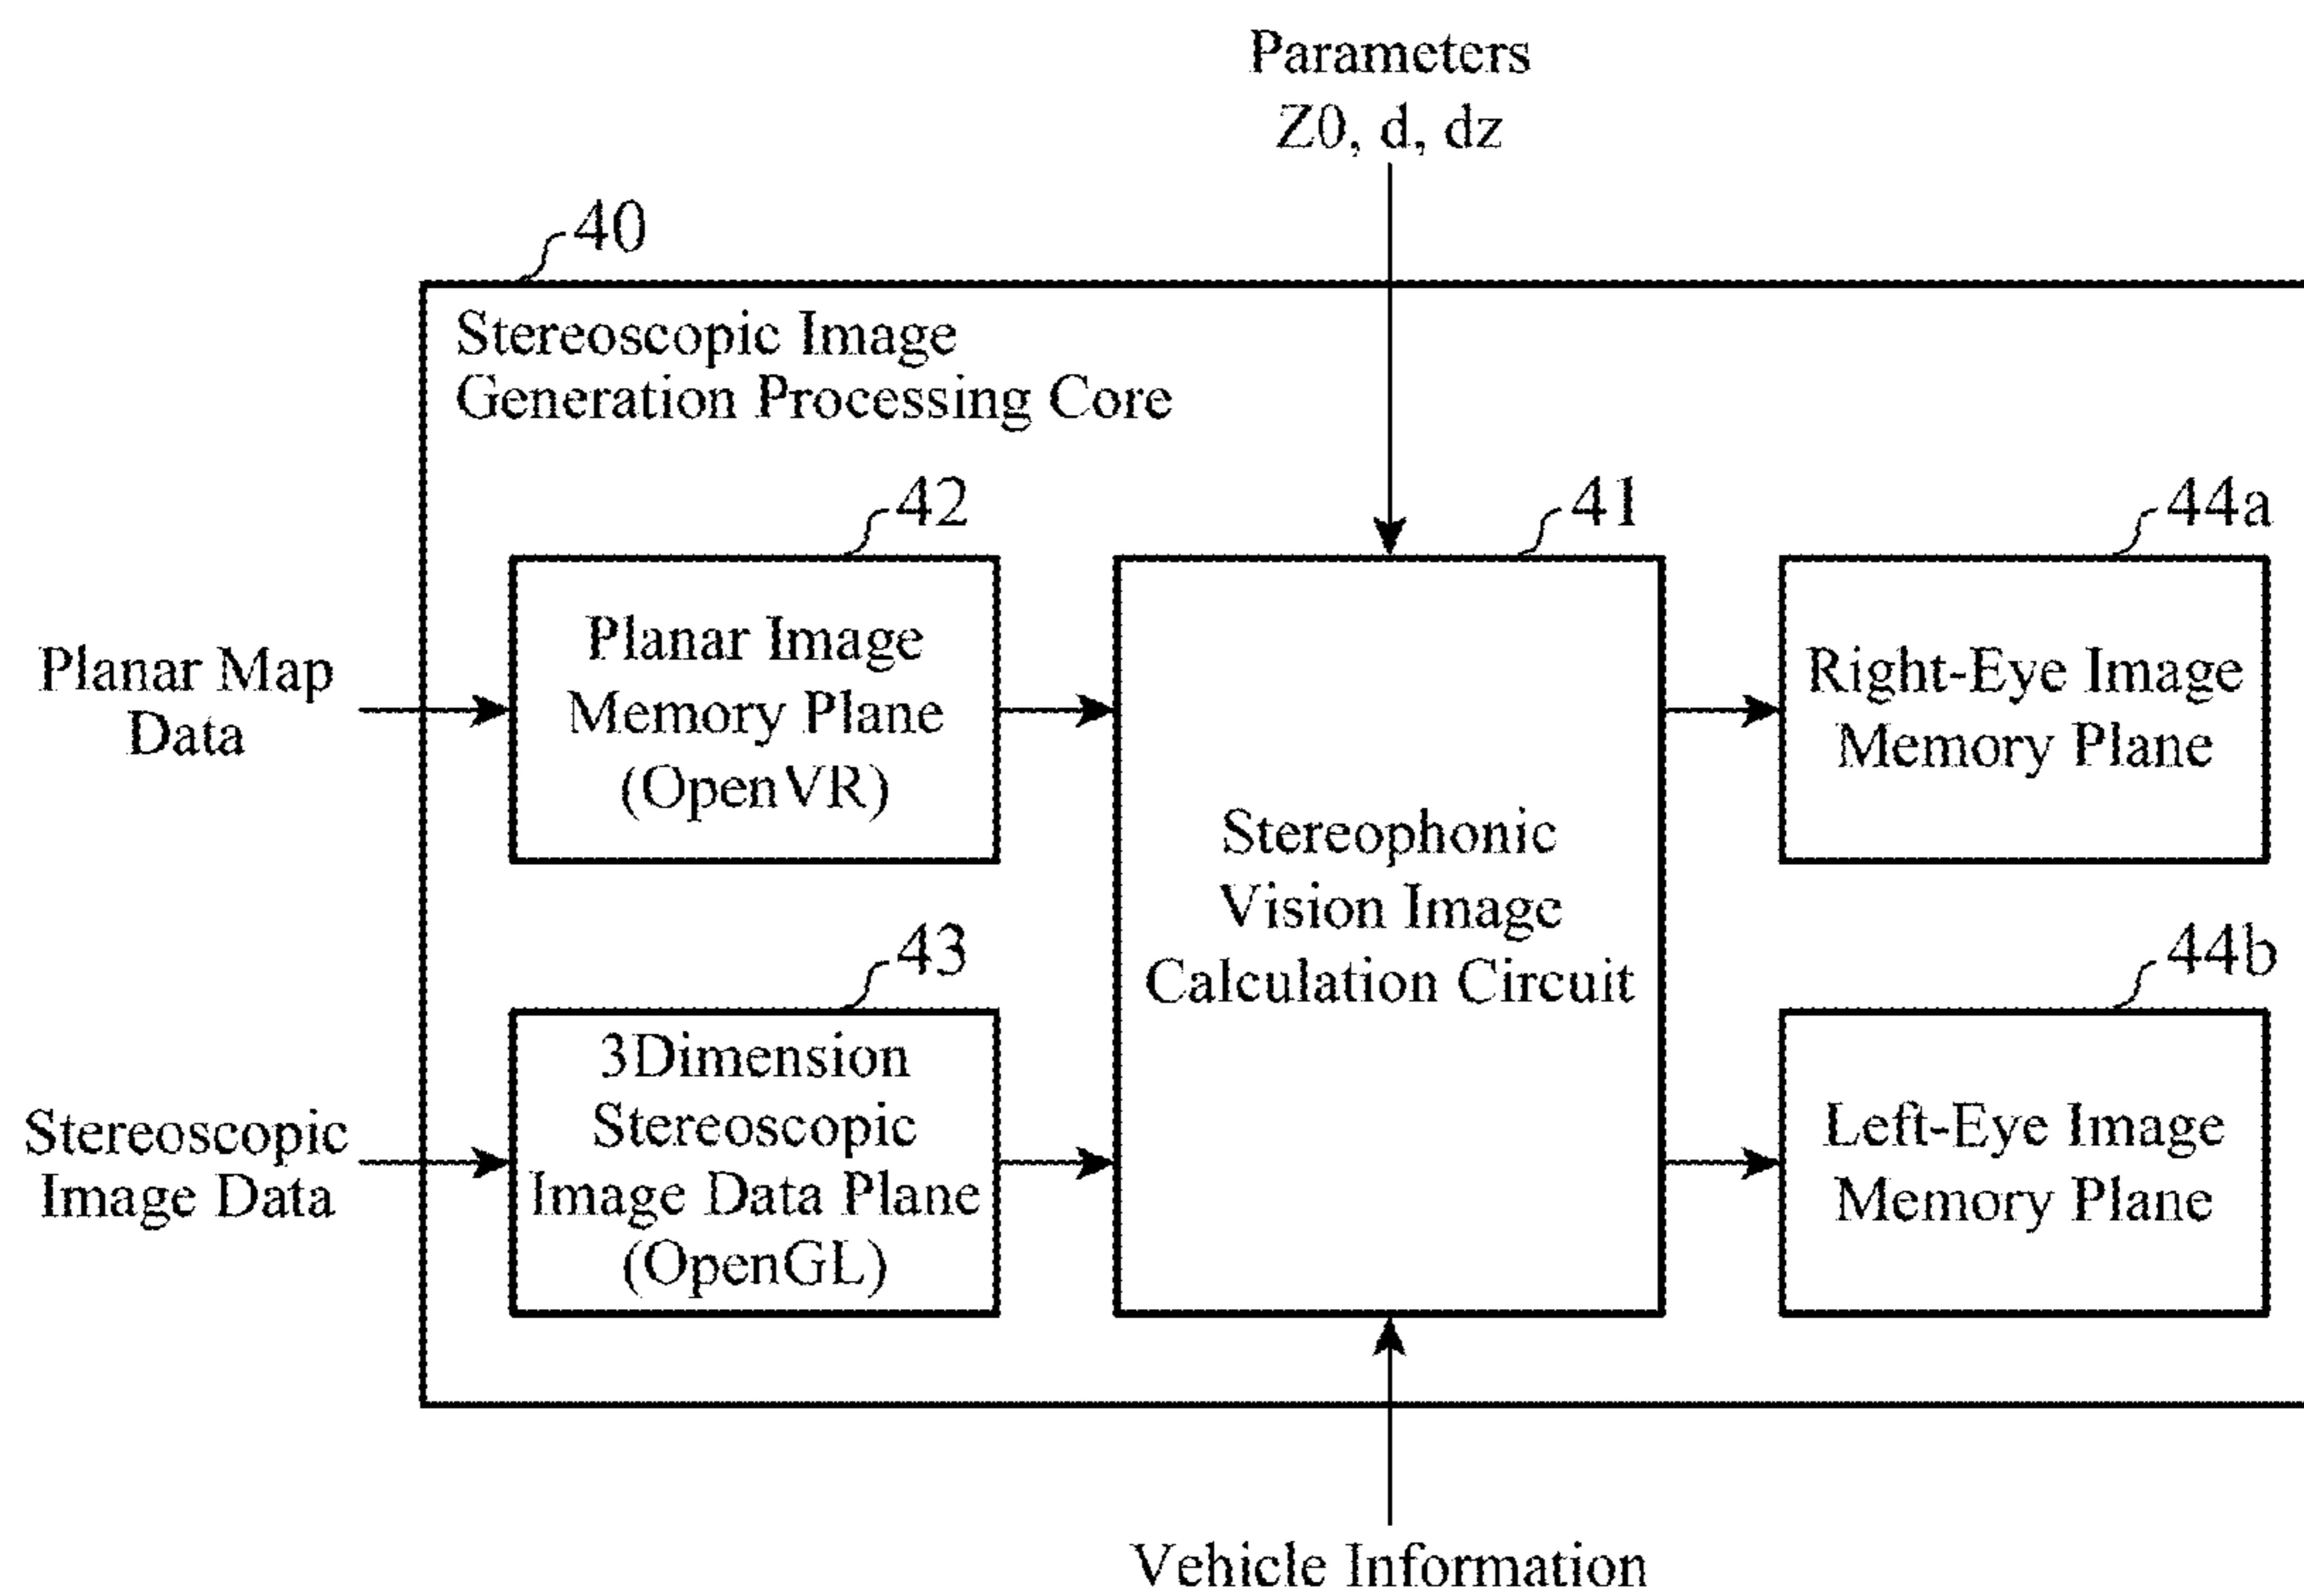 Parameters
Z0, d, dz
40
Stereoscopic Image
Generation Processing Core
42
41
44a
Planar Map
Data
Planar Image
Memory Plane
(OpenVR)
Right-Eye Image
Memory Plane
Stereophonic
Vision Image
Calculation Circuit
43
44b
Stereoscopic
Image Data
3Dimension
Stereoscopic
Image Data Plane
(OpenGL)
Left-Eye Image
Memory Plane
Vehicle Information